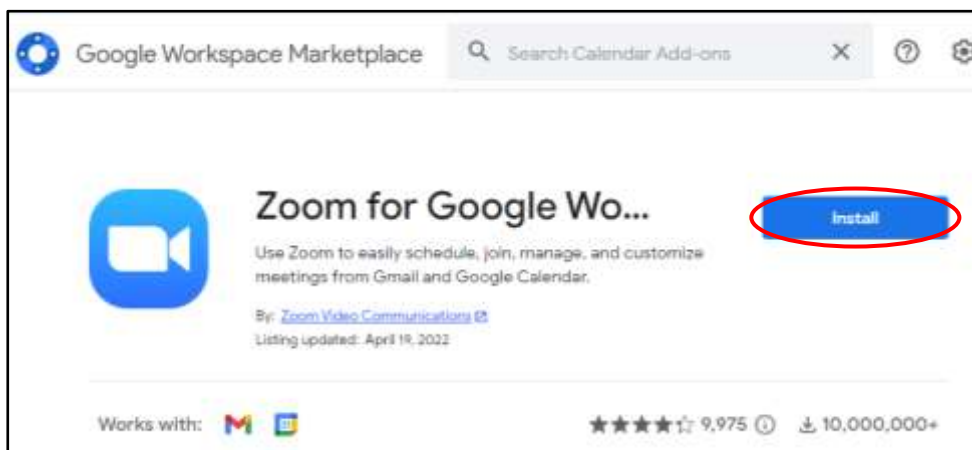 Google Workspace Marketplace
Search Calendar Add-ons
Zoom for Google Wo...
Install
Use Zoom to easily schedule, join, manage, and customize
meetings from Gmail and Google Calendar.
By: Zoom Video Communications
Listing updated: April 19, 2022
Works with:
9,975
10,000,000+